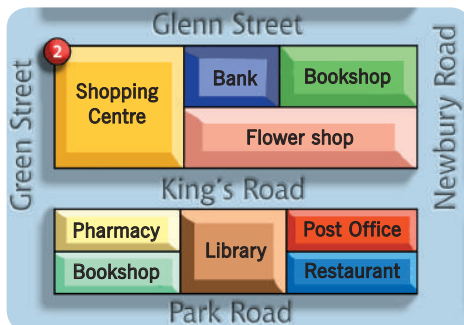 Glenn Street
2
Green Street
Shopping
Centre
Bank
Bookshop
Newbury Road
Flower shop
King's Road
Pharmacy
Library
Post Office
Bookshop
Restaurant
Park Road